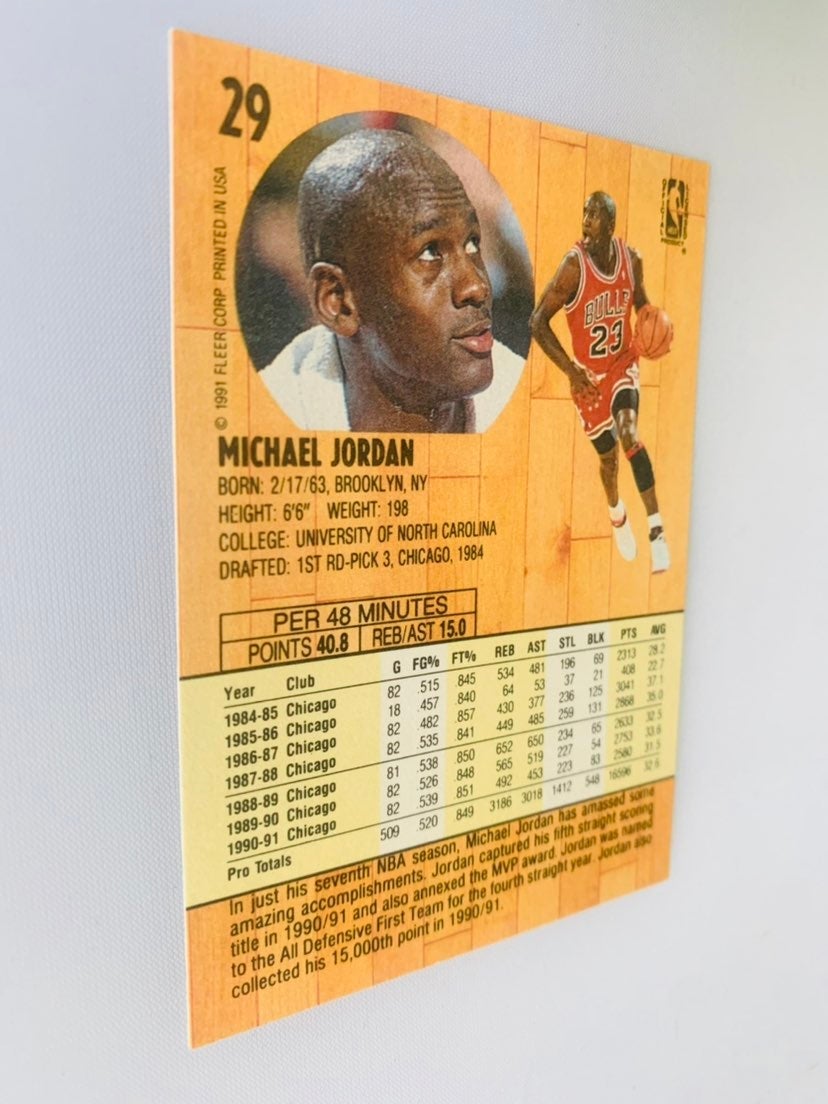 29
© 1991 FLEER CORP PRINTED IN USA
OFFICIAL LICENSED
PRODUCT
BULLS
23
MICHAEL JORDAN
BORN: 2/17/63, BROOKLYN, NY
HEIGHT: 6'6" WEIGHT: 198
COLLEGE: UNIVERSITY OF NORTH CAROLINA
DRAFTED: 1ST RD-PICK 3, CHICAGO, 1984
PER 48 MINUTES
POINTS 40.8 REB/AST 15.0
Year Club G FG% FT% REB AST STL BLK PTS AVG
1984-85 Chicago 82 .515 .845 534 481 196 69 2313 28.2
1985-86 Chicago 18 .457 .840 64 53 37 21 408 22.7
1986-87 Chicago 82 .482 .857 430 377 236 125 3041 37.1
1987-88 Chicago 82 .535 .841 449 485 259 131 2868 35.0
1988-89 Chicago 81 .538 .850 652 650 234 65 2633 32.5
1989-90 Chicago 82 .526 .848 565 519 227 54 2753 33.6
1990-91 Chicago 82 .539 .851 492 453 223 83 2580 31.5
Pro Totals 509 .520 .849 3186 3018 1412 548 16596 32.6
In just his seventh NBA season, Michael Jordan has amassed some
amazing accomplishments. Jordan captured his fifth straight scoring
title in 1990/91 and also annexed the MVP award. Jordan was named
to the All Defensive First Team for the fourth straight year. Jordan also
collected his 15,000th point in 1990/91.